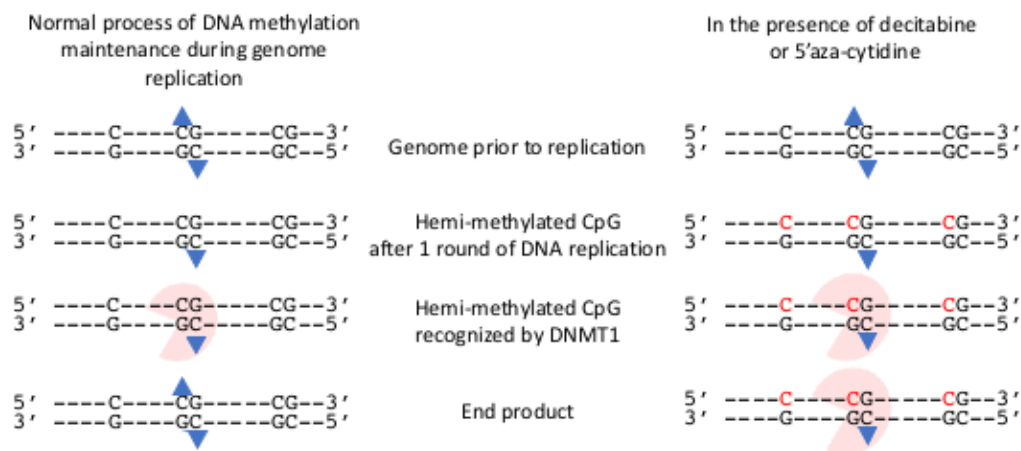 Normal process of DNA methylation
maintenance during genome
replication
In the presence of decitabine
or 5’aza-cytidine
5’ ----C----CG-----CG--3’
3’ ----G----GC-----GC--5’
Genome prior to replication
5’ ----C----CG-----CG--3’
3’ ----G----GC-----GC--5’
5’ ----C----CG-----CG--3’
3’ ----G----GC-----GC--5’
Hemi-methylated CpG
after 1 round of DNA replication
5’ ----C----CG-----CG--3’
3’ ----G----GC-----GC--5’
5’ ----C----CG-----CG--3’
3’ ----G----GC-----GC--5’
Hemi-methylated CpG
recognized by DNMT1
5’ ----C----CG-----CG--3’
3’ ----G----GC-----GC--5’
5’ ----C----CG-----CG--3’
3’ ----G----GC-----GC--5’
End product
5’ ----C----CG-----CG--3’
3’ ----G----GC-----GC--5’